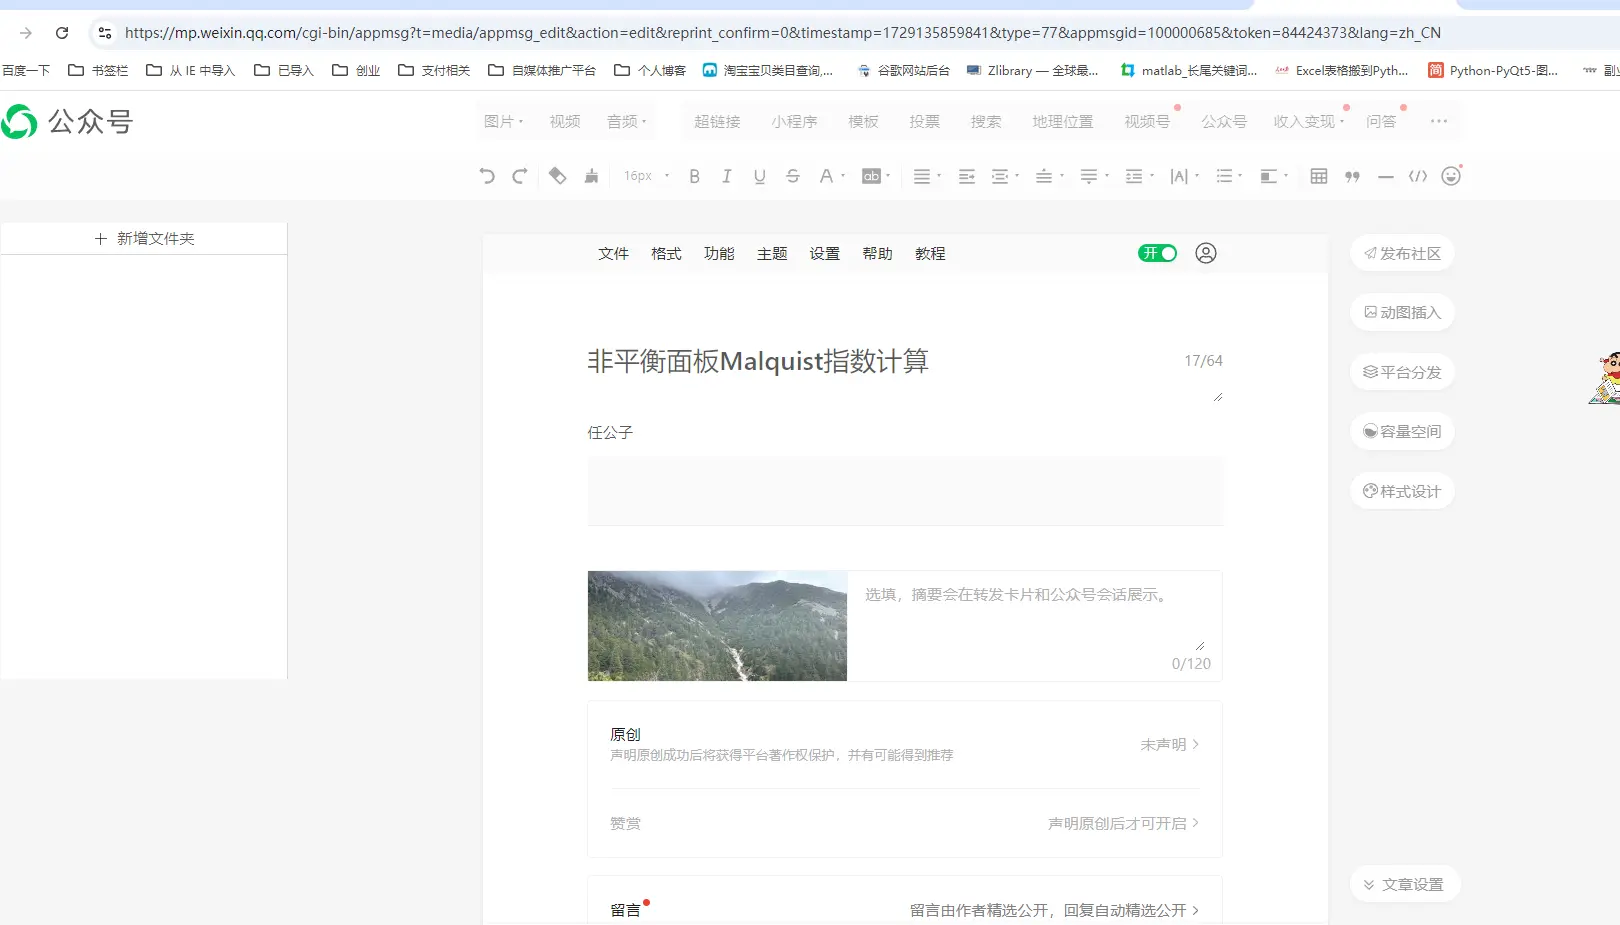 https://mp.weixin.qq.com/cgi-bin/appmsg?t=media/appmsg_edit&action=edit&reprint_confirm=0&timestamp=1729135859841&type=77&appmsgid=100000685&token=84424373&lang=zh_CN
百度一下 书签栏 从 IE 中导入 已导入 创业 支付相关 自媒体推广平台 个人博客 淘宝宝贝类目查询,... 谷歌网站后台 Zlibrary — 全球最... matlab_长尾关键词... Excel表格搬到Pyth... 简 Python-PyQt5-图... 副业
公众号
图片 视频 音频 超链接 小程序 模板 投票 搜索 地理位置 视频号 公众号 收入变现 问答 ...
16px B I U S A ab A
+ 新增文件夹
文件 格式 功能 主题 设置 帮助 教程 开
发布社区
动图插入
非平衡面板Malquist指数计算 17/64
平台分发
任公子
容量空间
样式设计
选填，摘要会在转发卡片和公众号会话展示。
0/120
原创
声明原创成功后将获得平台著作权保护，并有可能得到推荐
未声明
赞赏 声明原创后才可开启
文章设置
留言 留言由作者精选公开，回复自动精选公开